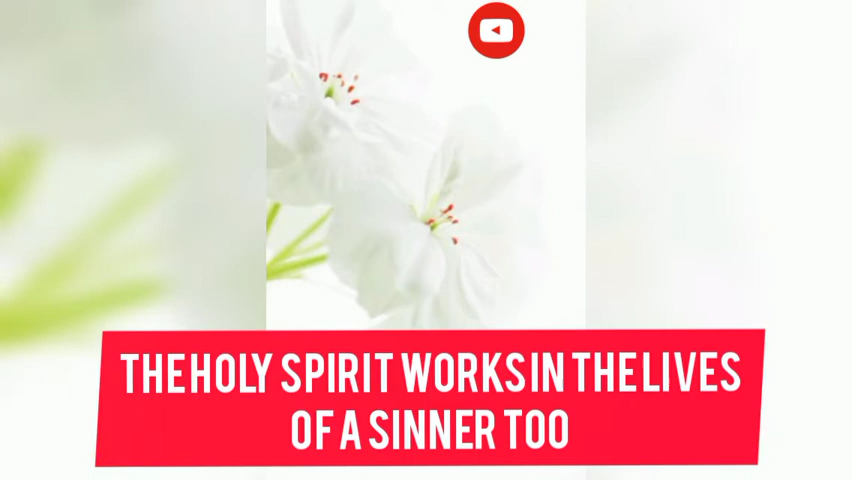 THE HOLY SPIRIT WORKS IN THE LIVES
OF A SINNER TOO